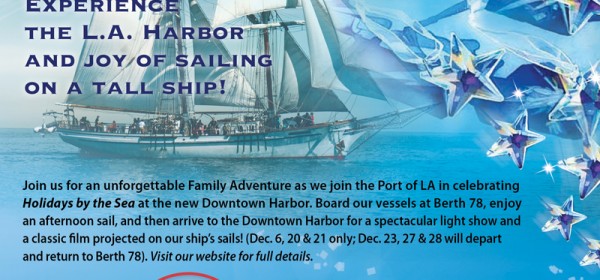 EXPERIENCE
THE L.A. HARBOR
AND JOY OF SAILING
ON A TALL SHIP!
Join us for an unforgettable Family Adventure as we join the Port of LA in celebrating
Holidays by the Sea at the new Downtown Harbor. Board our vessels at Berth 78, enjoy
an afternoon sail, and then arrive to the Downtown Harbor for a spectacular light show and
a classic film projected on our ship's sails! (Dec. 6, 20 & 21 only; Dec. 23, 27 & 28 will depart
and return to Berth 78). Visit our website for full details.